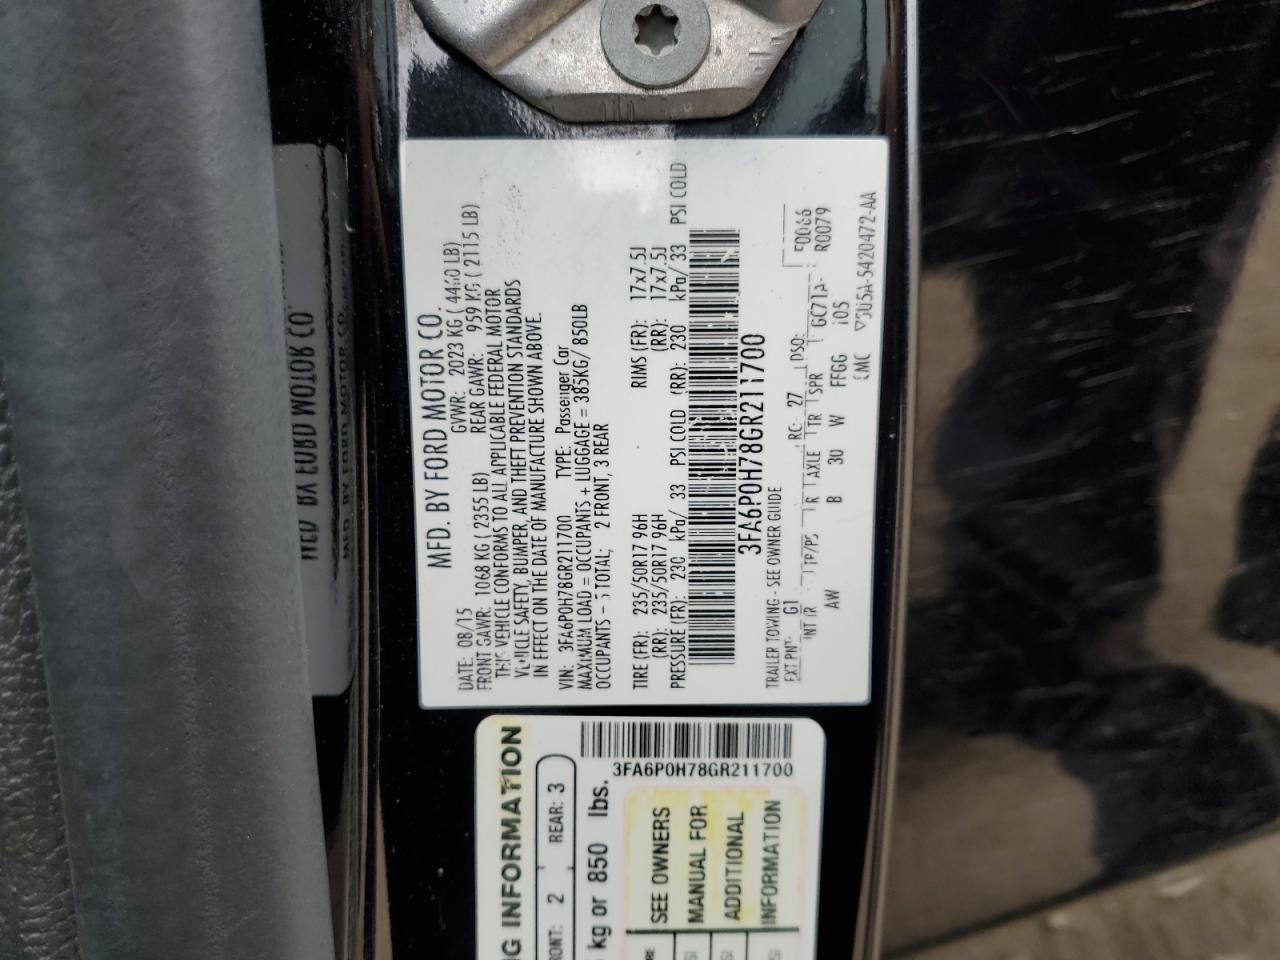 MFD. BY FORD MOTOR CO.
DATE: 08/15 GVWR: 2023 KG ( 4460 LB)
FRONT GAWR: 1068 KG ( 2355 LB) REAR GAWR: 959 KG ( 2115 LB)
THIS VEHICLE CONFORMS TO ALL APPLICABLE FEDERAL MOTOR
VEHICLE SAFETY, BUMPER, AND THEFT PREVENTION STANDARDS
IN EFFECT ON THE DATE OF MANUFACTURE SHOWN ABOVE.
VIN: 3FA6P0H78GR211700 TYPE: Passenger Car
MAXIMUM LOAD = OCCUPANTS + LUGGAGE = 385KG/ 850LB
OCCUPANTS - 5 TOTAL; 2 FRONT, 3 REAR
TIRE (FR): 235/50R17 96H RIMS (FR): 17x7.5J
(RR): 235/50R17 96H (RR): 17x7.5J
PRESSURE (FR): 230 kPa/ 33 PSI COLD (RR): 230 kPa/ 33 PSI COLD
3FA6P0H78GR211700
TRAILER TOWING - SEE OWNER GUIDE
EXT PNT: G1 RC: 27 DSO: F0066
INT TR TP/PS R AXLE TR SPR GC71A- R0079
AW B 30 W FFGG
MC DU5A-5420472-AA
MFD. BY FORD MOTOR CO.
3FA6P0H78GR211700
NG INFORMATION
FRONT: 2 REAR: 3
kg or 850 lbs.
SEE OWNERS
MANUAL FOR
ADDITIONAL
INFORMATION